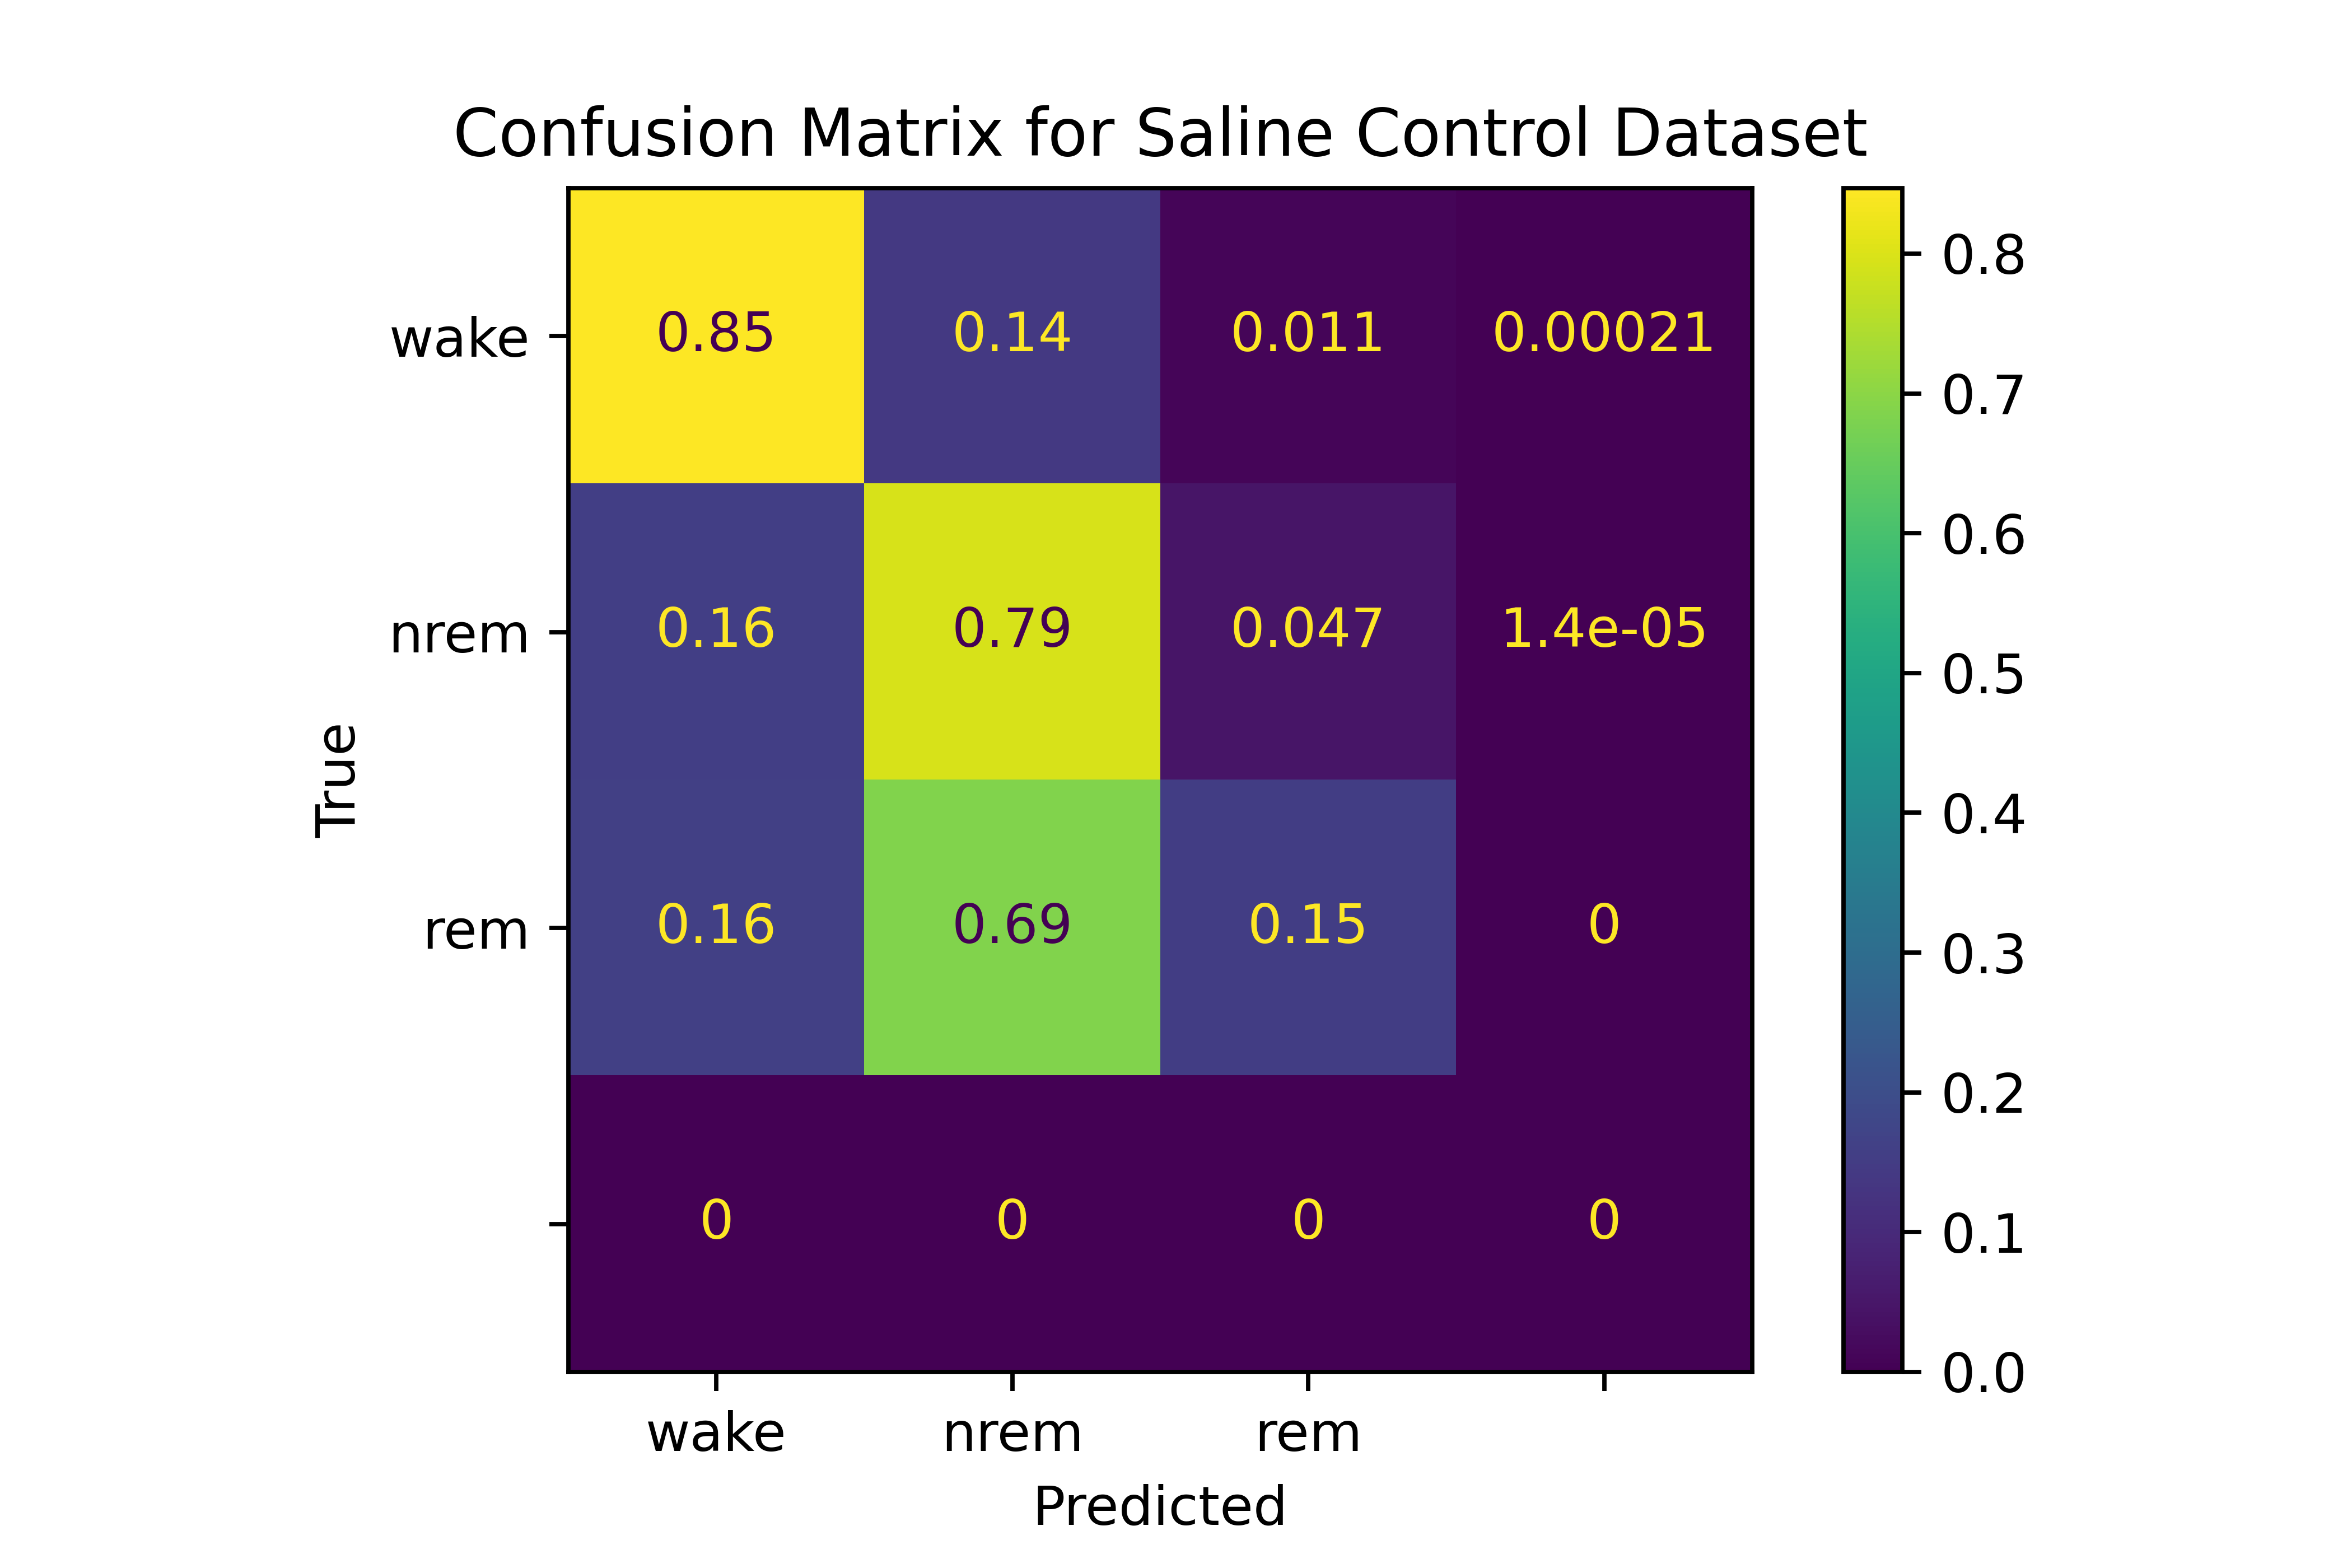 Confusion Matrix for Saline Control Dataset
True
wake 0.85 0.14 0.011 0.00021
nrem 0.16 0.79 0.047 1.4e-05
rem 0.16 0.69 0.15 0
0 0 0 0
wake nrem rem
Predicted
0.8
0.7
0.6
0.5
0.4
0.3
0.2
0.1
0.0